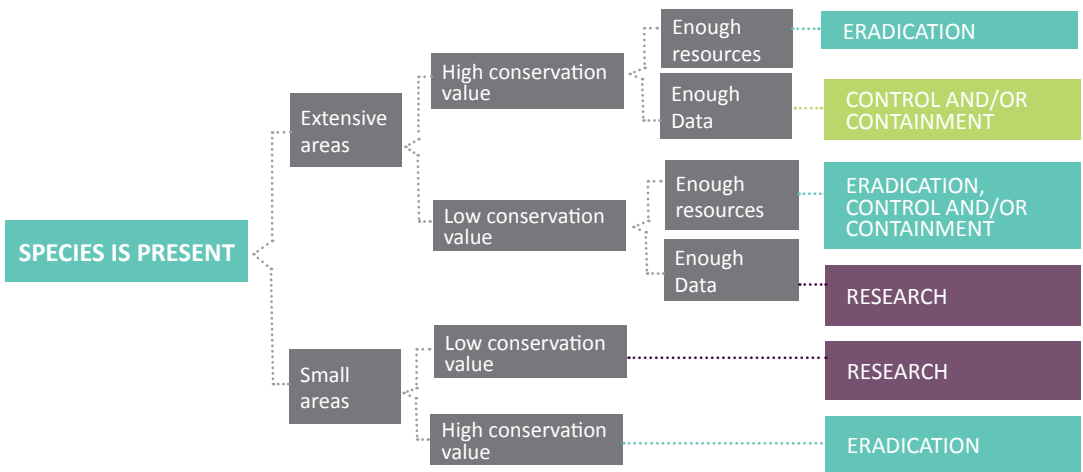 SPECIES IS PRESENT
Extensive
areas
High conservation
value
Enough
resources
ERADICATION
Enough
Data
CONTROL AND/OR
CONTAINMENT
Low conservation
value
Enough
resources
ERADICATION,
CONTROL AND/OR
CONTAINMENT
Enough
Data
RESEARCH
Small
areas
Low conservation
value
RESEARCH
High conservation
value
ERADICATION